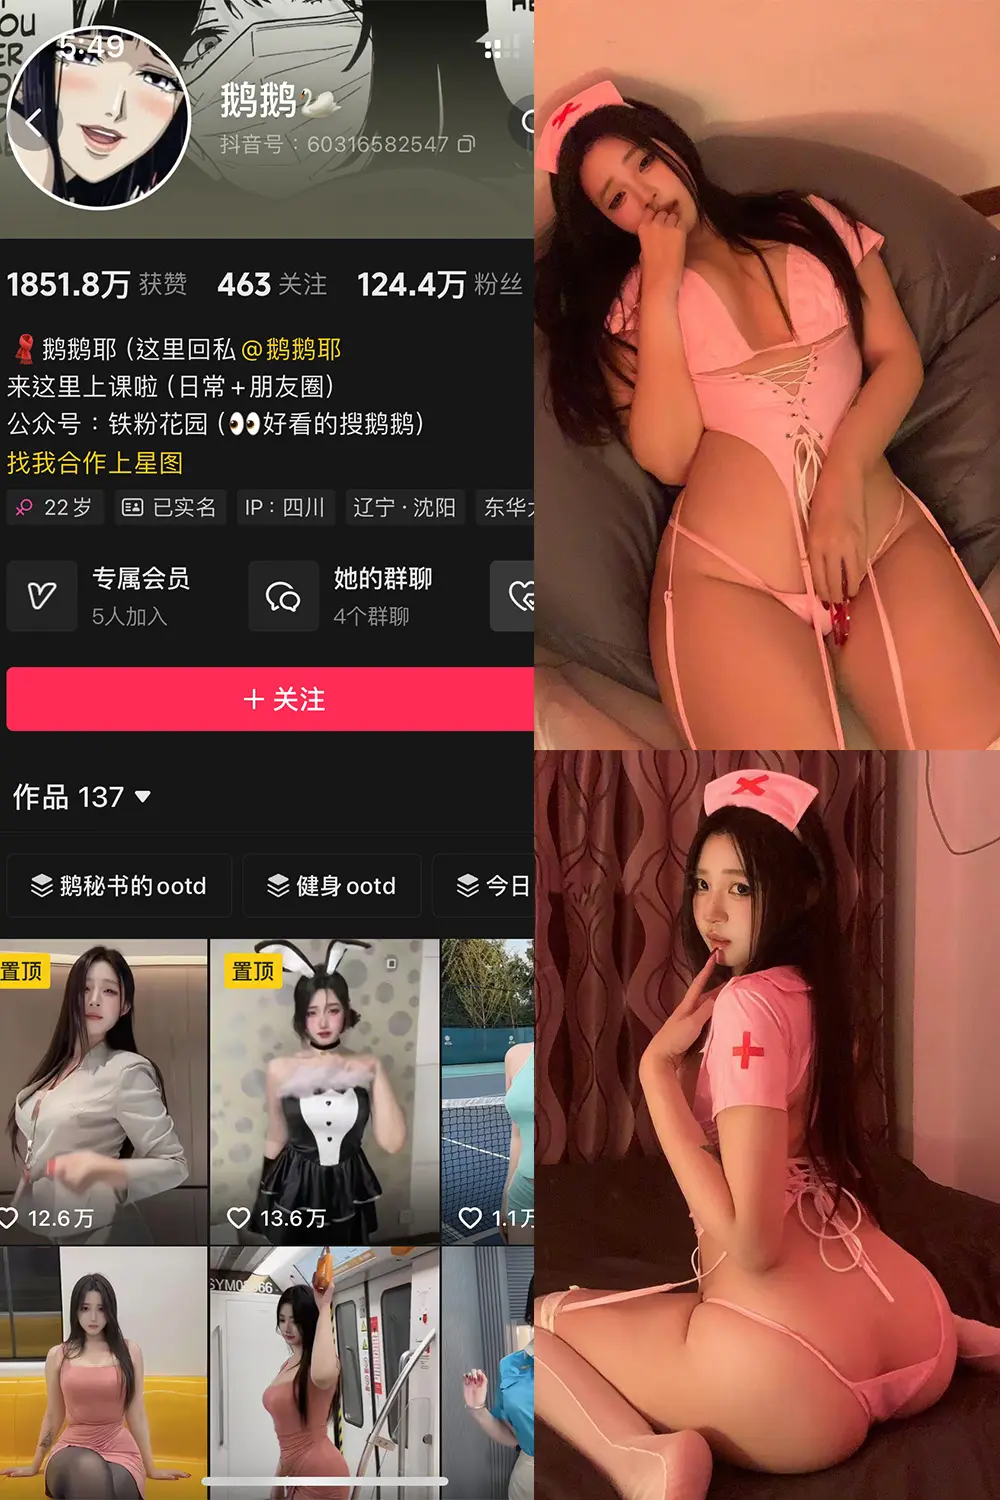 OU
ER
5:49
鹅鹅🦢
抖音号：60316582547
1851.8万 获赞 463 关注 124.4万 粉丝
鹅鹅耶（这里回私 @鹅鹅耶
来这里上课啦（日常+朋友圈）
公众号：铁粉花园（👀好看的搜鹅鹅）
找我合作上星图
22岁 已实名 IP：四川 辽宁·沈阳 东华
专属会员 她的群聊
5人加入 4个群聊
+ 关注
作品 137
鹅秘书的ootd 健身ootd 今日
置顶 置顶
12.6万 13.6万 1.1万